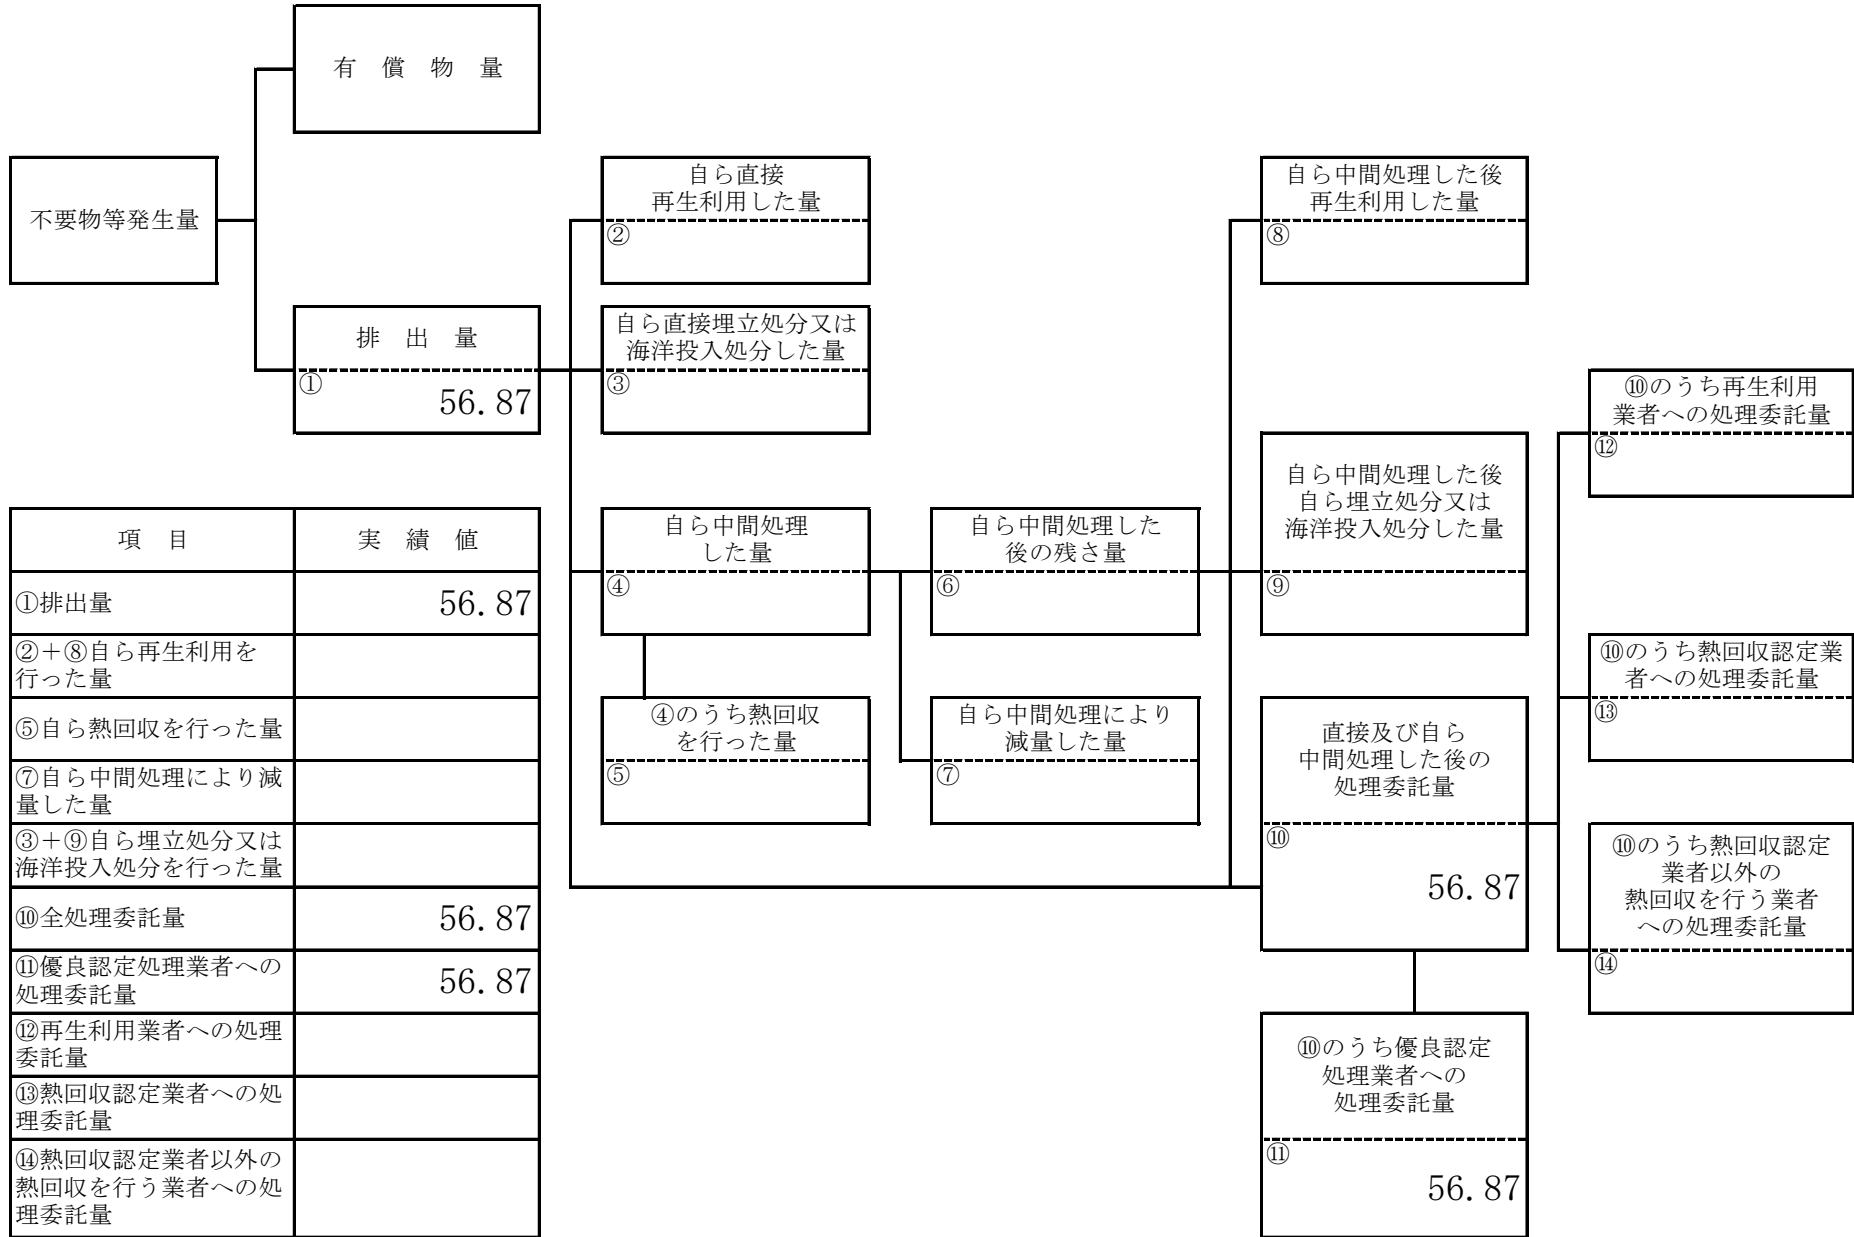 有 償 物 量
不要物等発生量
排 出 量
①
56.87
自ら直接
再生利用した量
②
自ら直接埋立処分又は
海洋投入処分した量
③
自ら中間処理
した量
④
④のうち熱回収
を行った量
⑤
自ら中間処理した
後の残さ量
⑥
自ら中間処理により
減量した量
⑦
自ら中間処理した後
再生利用した量
⑧
自ら中間処理した後
自ら埋立処分又は
海洋投入処分した量
⑨
直接及び自ら
中間処理した後の
処理委託量
⑩
56.87
⑩のうち優良認定
処理業者への
処理委託量
⑪
56.87
⑩のうち再生利用
業者への処理委託量
⑫
⑩のうち熱回収認定業
者への処理委託量
⑬
⑩のうち熱回収認定
業者以外の
熱回収を行う業者
への処理委託量
⑭
項 目 実 績 値
①排出量 56.87
②＋⑧自ら再生利用を
行った量
⑤自ら熱回収を行った量
⑦自ら中間処理により減
量した量
③＋⑨自ら埋立処分又は
海洋投入処分を行った量
⑩全処理委託量 56.87
⑪優良認定処理業者への
処理委託量 56.87
⑫再生利用業者への処理
委託量
⑬熱回収認定業者への処
理委託量
⑭熱回収認定業者以外の
熱回収を行う業者への処
理委託量